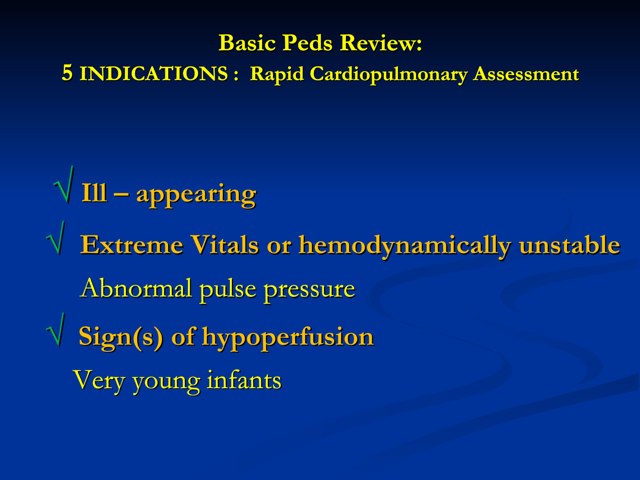 Basic Peds Review:
5 INDICATIONS : Rapid Cardiopulmonary Assessment
√ Ill – appearing
√ Extreme Vitals or hemodynamically unstable
Abnormal pulse pressure
√ Sign(s) of hypoperfusion
Very young infants